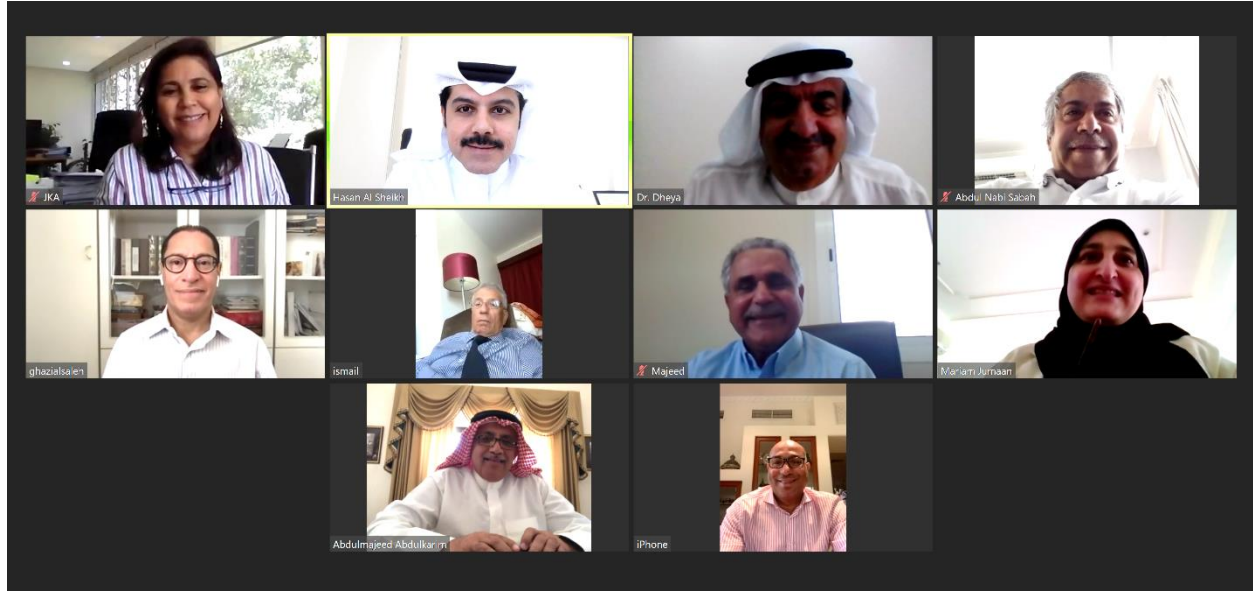 JKA
Hasan Al Sheikh
Dr. Dheya
Abdul Nabi Sabah
ghazialsaleh
ismail
Majeed
Mariam Jumaan
Abdulmajeed Abdulkarim
iPhone